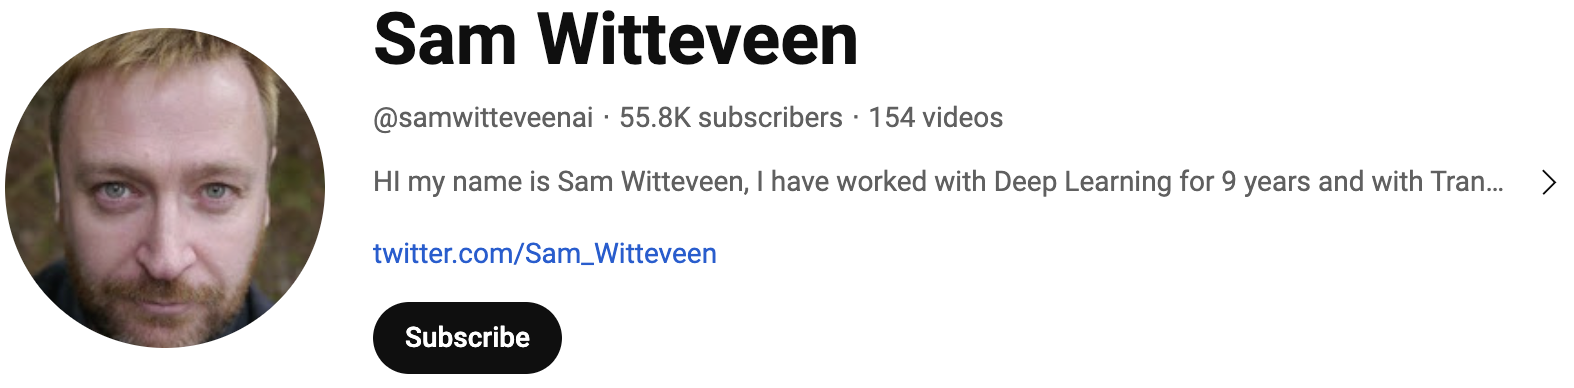 Sam Witteveen
@samwitteveenai · 55.8K subscribers · 154 videos
HI my name is Sam Witteveen, I have worked with Deep Learning for 9 years and with Tran...
twitter.com/Sam_Witteveen
Subscribe